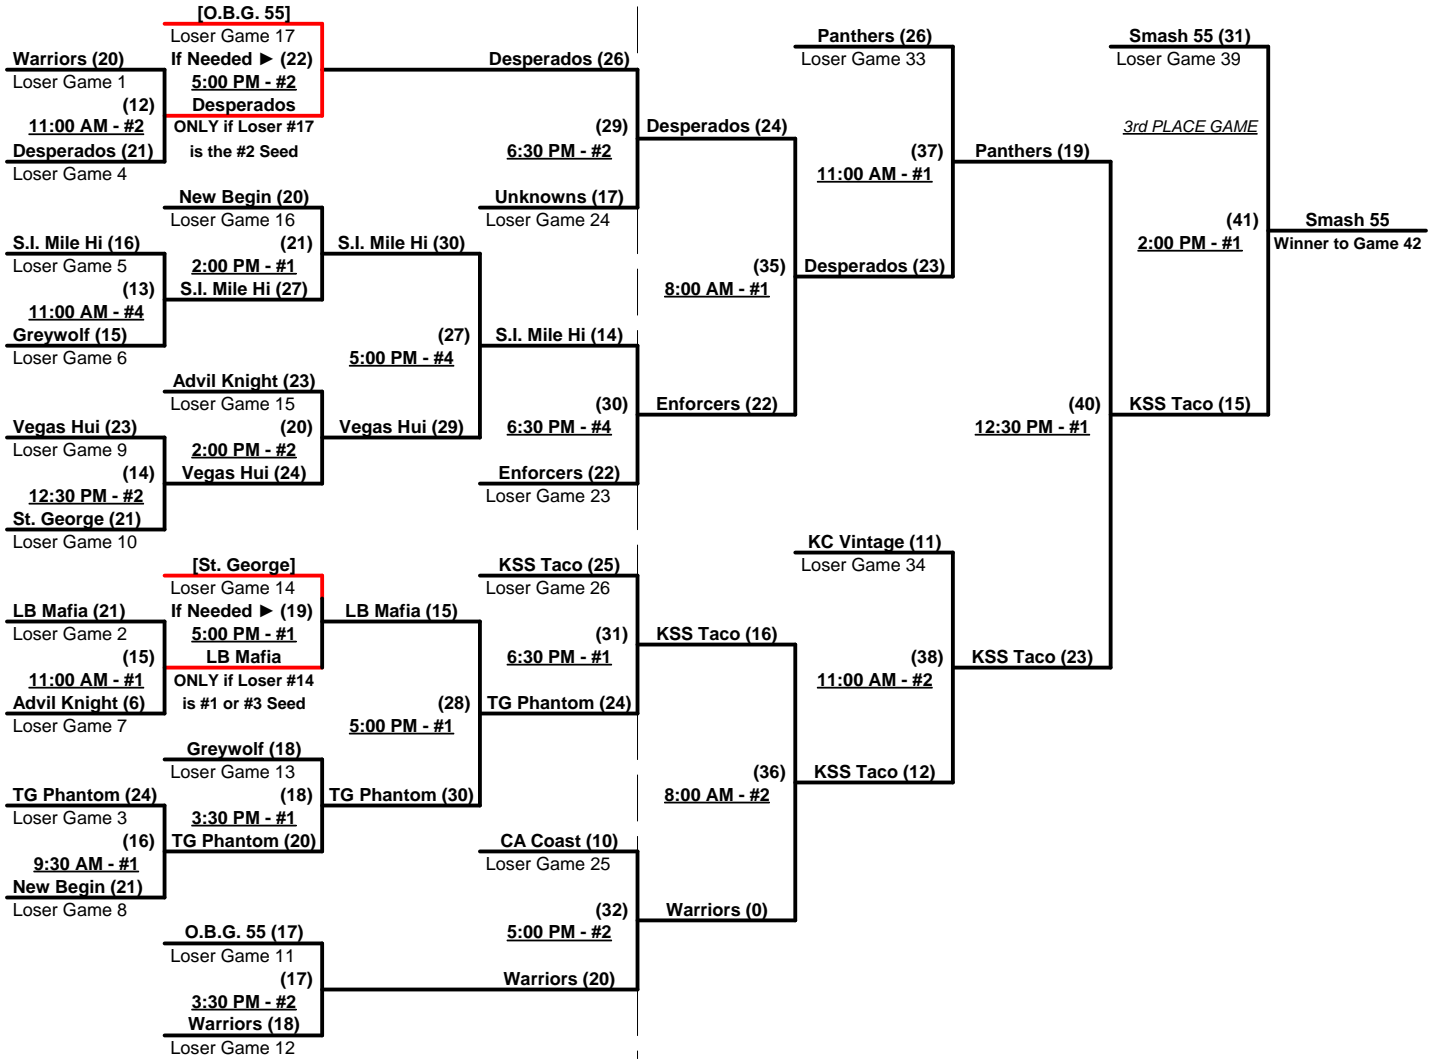 [O.B.G. 55]
Loser Game 17
If Needed ► (22)
5:00 PM - #2
Desperados
ONLY if Loser #17
is the #2 Seed
Warriors (20)
Loser Game 1
(12)
11:00 AM - #2
Desperados (21)
Loser Game 4
New Begin (20)
Loser Game 16
(21)
2:00 PM - #1
S.I. Mile Hi (27)
S.I. Mile Hi (16)
Loser Game 5
(13)
11:00 AM - #4
Greywolf (15)
Loser Game 6
Advil Knight (23)
Loser Game 15
(20)
2:00 PM - #2
Vegas Hui (24)
Vegas Hui (23)
Loser Game 9
(14)
12:30 PM - #2
St. George (21)
Loser Game 10
[St. George]
Loser Game 14
If Needed ► (19)
5:00 PM - #1
LB Mafia
ONLY if Loser #14
is #1 or #3 Seed
LB Mafia (21)
Loser Game 2
(15)
11:00 AM - #1
Advil Knight (6)
Loser Game 7
Greywolf (18)
Loser Game 13
(18)
3:30 PM - #1
TG Phantom (20)
TG Phantom (24)
Loser Game 3
(16)
9:30 AM - #1
New Begin (21)
Loser Game 8
O.B.G. 55 (17)
Loser Game 11
(17)
3:30 PM - #2
Warriors (18)
Loser Game 12
S.I. Mile Hi (30)
(27)
5:00 PM - #4
Vegas Hui (29)
LB Mafia (15)
(28)
5:00 PM - #1
TG Phantom (30)
Desperados (26)
(29)
6:30 PM - #2
Unknowns (17)
Loser Game 24
S.I. Mile Hi (14)
(30)
6:30 PM - #4
Enforcers (22)
Loser Game 23
KSS Taco (25)
Loser Game 26
(31)
6:30 PM - #1
TG Phantom (24)
CA Coast (10)
Loser Game 25
(32)
5:00 PM - #2
Warriors (20)
Desperados (24)
(35)
8:00 AM - #1
Enforcers (22)
KSS Taco (16)
(36)
8:00 AM - #2
Warriors (0)
Panthers (26)
Loser Game 33
(37)
11:00 AM - #1
Desperados (23)
KC Vintage (11)
Loser Game 34
(38)
11:00 AM - #2
KSS Taco (12)
Panthers (19)
(40)
12:30 PM - #1
KSS Taco (23)
Smash 55 (31)
Loser Game 39
3rd PLACE GAME
(41)
2:00 PM - #1
KSS Taco (15)
Smash 55
Winner to Game 42